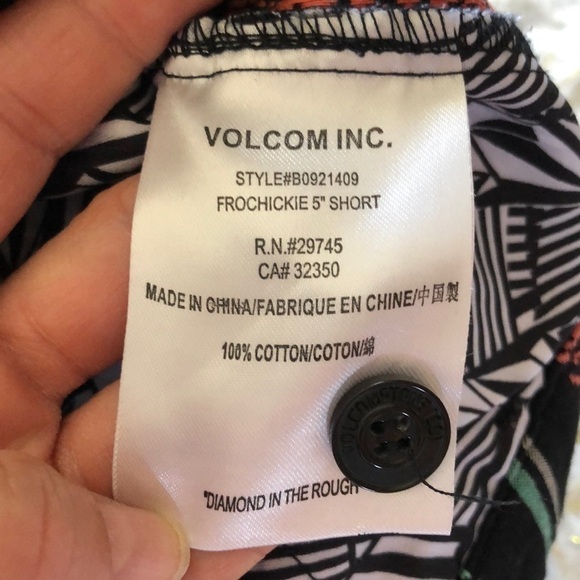 VOLCOM INC.
STYLE#B0921409
FROCHICKIE 5" SHORT
R.N.#29745
CA# 32350
MADE IN CHINA/FABRIQUE EN CHINE/中国製
100% COTTON/COTON/綿
"DIAMOND IN THE ROUGH"